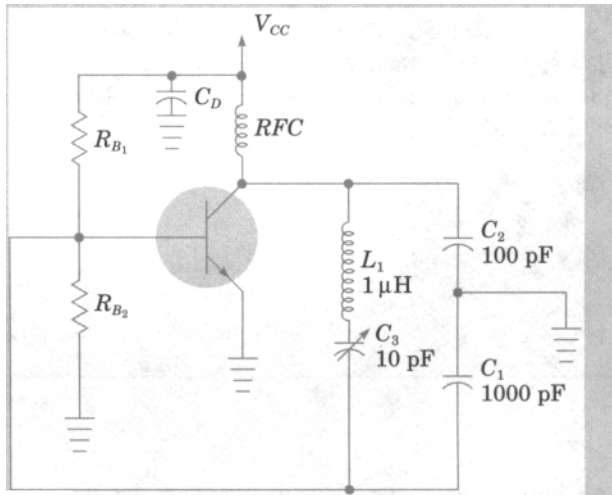 V_CC
C_D
RFC
R_B1
C_2
100 pF
L_1
1 μH
R_B2
C_3
10 pF
C_1
1000 pF